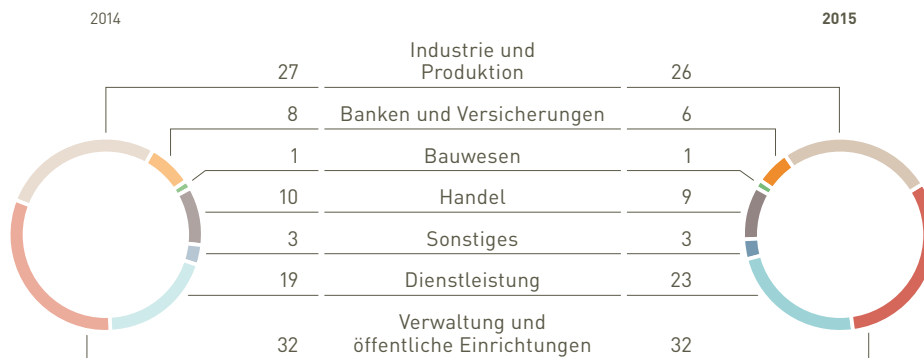 2014 2015
Industrie und
27 Produktion 26
8 Banken und Versicherungen 6
1 Bauwesen 1
10 Handel 9
3 Sonstiges 3
19 Dienstleistung 23
Verwaltung und
32 öffentliche Einrichtungen 32